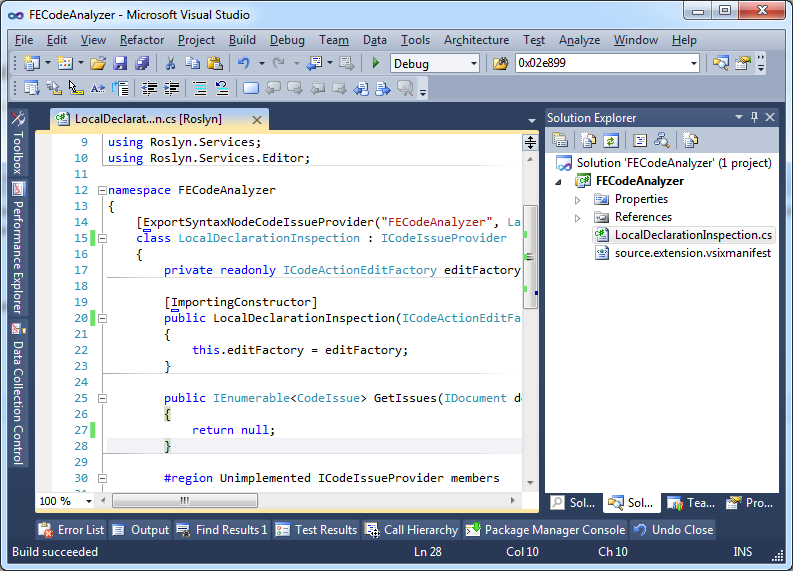 FECodeAnalyzer - Microsoft Visual Studio
File Edit View Refactor Project Build Debug Team Data Tools Architecture Test Analyze Window Help
Debug 0x02e899
LocalDeclarat...n.cs [Roslyn]
Toolbox
Performance Explorer
Data Collection Control
9 using Roslyn.Services;
10 using Roslyn.Services.Editor;
11
12 namespace FECodeAnalyzer
13 {
14 [ExportSyntaxNodeCodeIssueProvider("FECodeAnalyzer", La
15 class LocalDeclarationInspection : ICodeIssueProvider
16 {
17 private readonly ICodeActionEditFactory editFactory
18
19 [ImportingConstructor]
20 public LocalDeclarationInspection(ICodeActionEditFa
21 {
22 this.editFactory = editFactory;
23 }
24
25 public IEnumerable<CodeIssue> GetIssues(IDocument d
26 {
27 return null;
28 }
29
30 #region Unimplemented ICodeIssueProvider members
100 %
Solution Explorer
Solution 'FECodeAnalyzer' (1 project)
FECodeAnalyzer
Properties
References
LocalDeclarationInspection.cs
source.extension.vsixmanifest
Sol... Sol... Tea... Pro...
Error List Output Find Results 1 Test Results Call Hierarchy Package Manager Console Undo Close
Build succeeded Ln 28 Col 10 Ch 10 INS